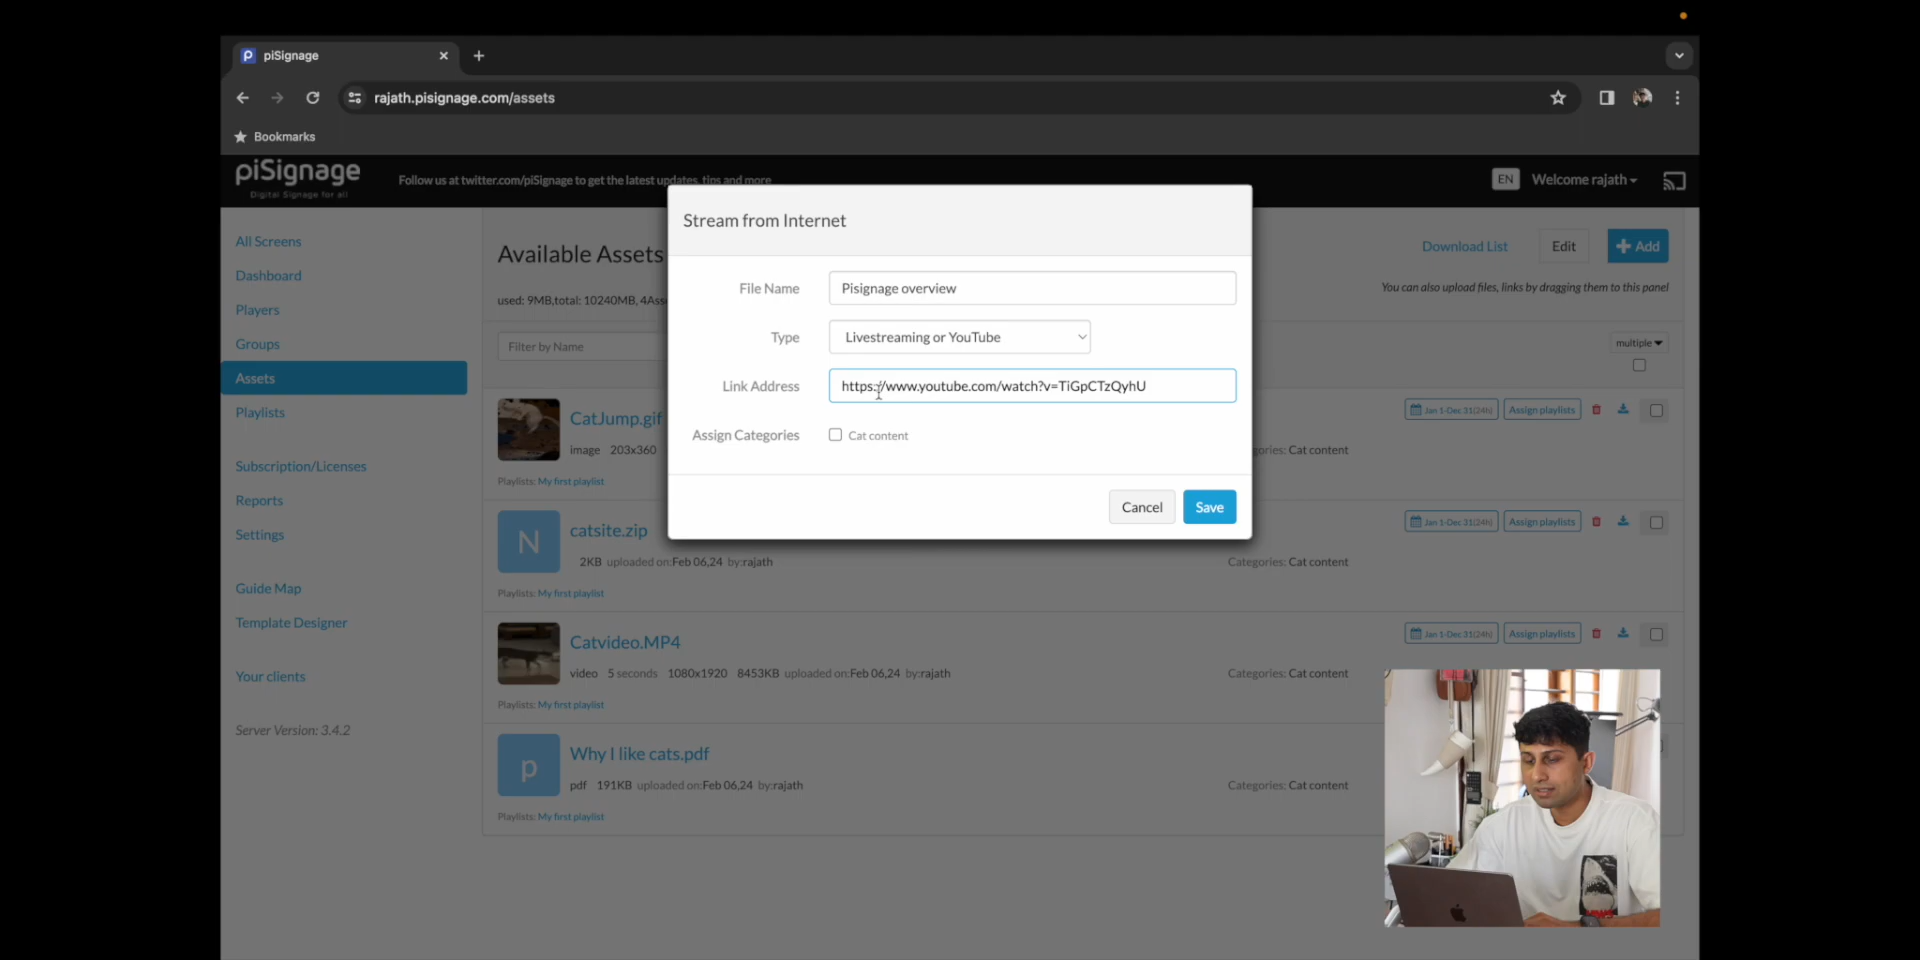 piSignage
rajath.pisignage.com/assets
Bookmarks
piSignage
Digital Signage for all
Follow us at twitter.com/piSignage to get the latest updates, tips and more
EN
Welcome rajath
All Screens
Dashboard
Players
Groups
Assets
Playlists
Subscription/Licenses
Reports
Settings
Guide Map
Template Designer
Your clients
Server Version: 3.4.2
Available Assets
Download List
Edit
Add
used: 9MB,total: 10240MB, 4Asse
You can also upload files, links by dragging them to this panel
Filter by Name
multiple
Stream from Internet
File Name
Pisignage overview
Type
Livestreaming or YouTube
Link Address
https://www.youtube.com/watch?v=TiGpCTzQyhU
Assign Categories
Cat content
Cancel
Save
CatJump.gif
Jan 1-Dec 31(24h)
Assign playlists
image 203x360
gories: Cat content
Playlists: My first playlist
N
catsite.zip
Jan 1-Dec 31(24h)
Assign playlists
2KB uploaded on:Feb 06,24 by:rajath
Categories: Cat content
Playlists: My first playlist
Catvideo.MP4
Jan 1-Dec 31(24h)
Assign playlists
video 5 seconds 1080x1920 8453KB uploaded on:Feb 06,24 by:rajath
Categories: Cat content
Playlists: My first playlist
p
Why I like cats.pdf
pdf 191KB uploaded on:Feb 06,24 by:rajath
Categories: Cat content
Playlists: My first playlist